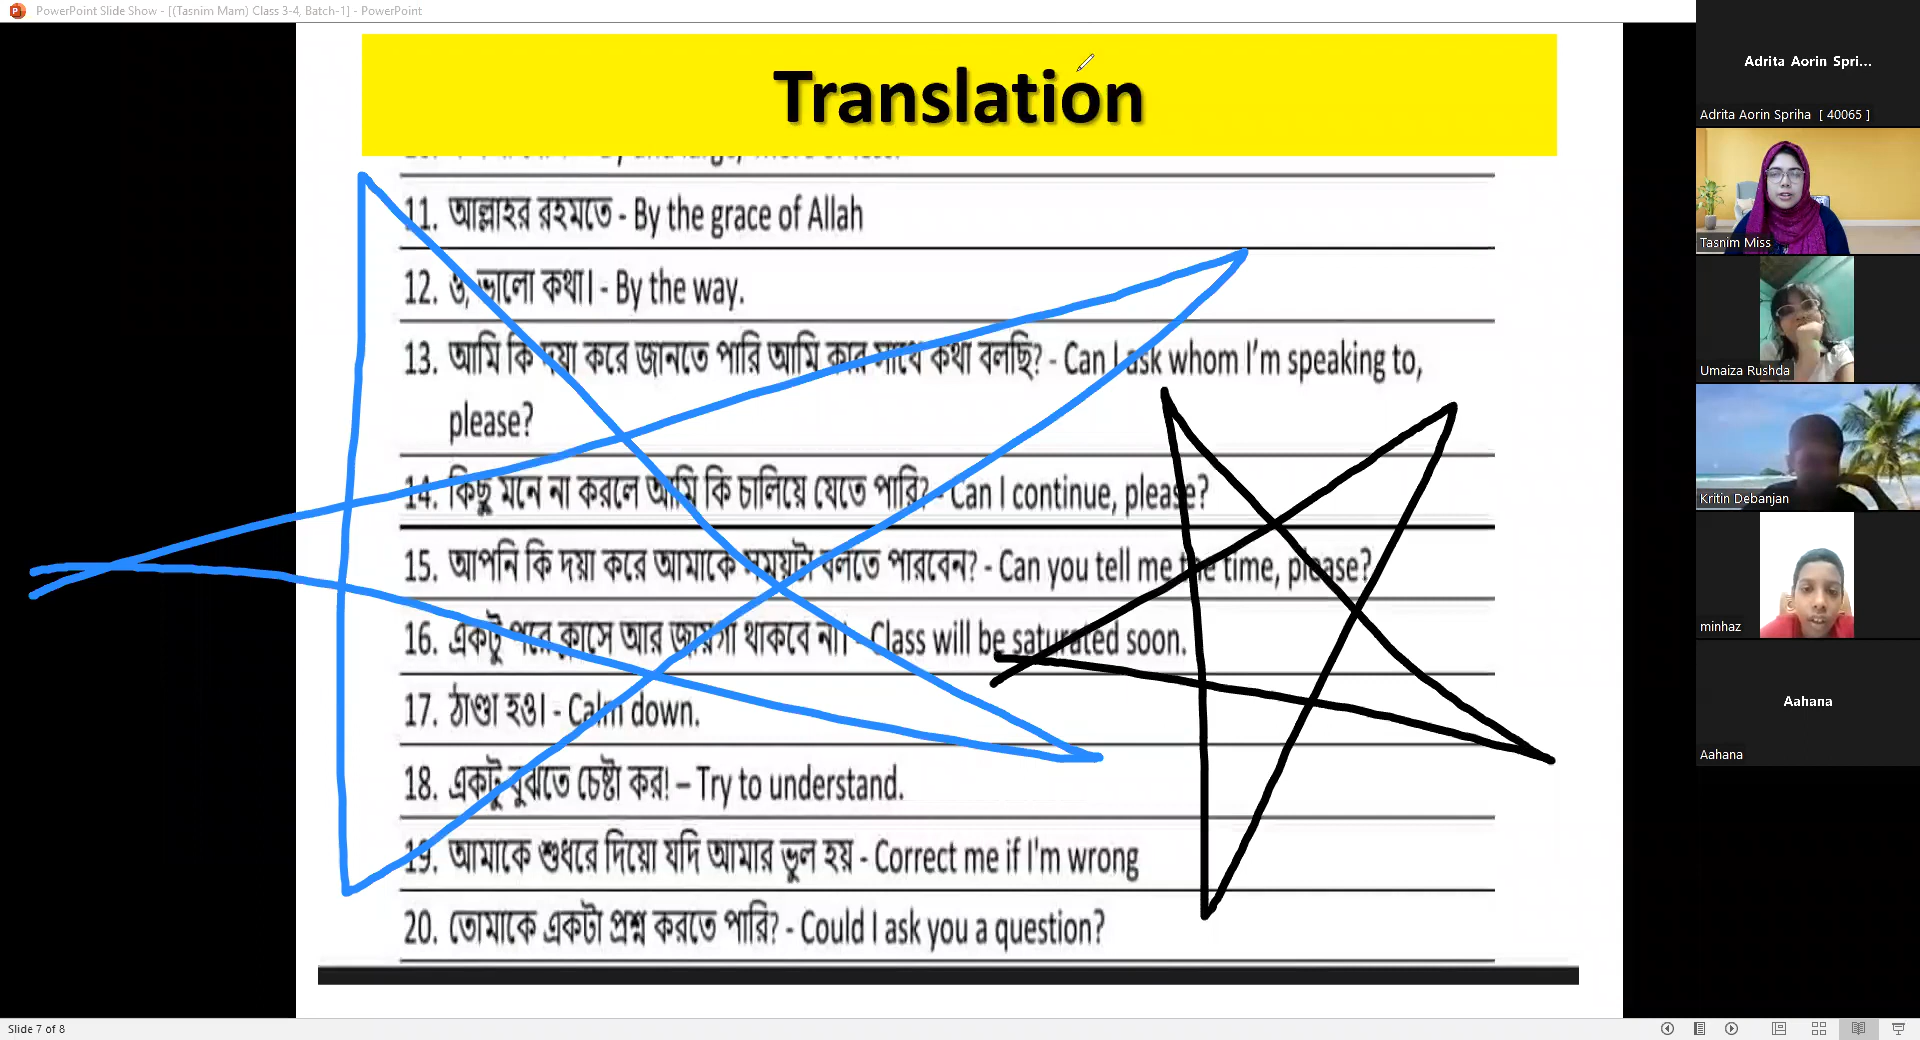 PowerPoint Slide Show - [(Tasnim Mam) Class 3-4, Batch-1] - PowerPoint
Translation
11. আল্লাহর রহমতে - By the grace of Allah
12. ও, ভালো কথা। - By the way.
13. আমি কি দয়া করে জানতে পারি আমি কার সাথে কথা বলছি? - Can I ask whom I'm speaking to,
please?
14. কিছু মনে না করলে আমি কি চালিয়ে যেতে পারি? - Can I continue, please?
15. আপনি কি দয়া করে আমাকে সময়টা বলতে পারবেন? - Can you tell me the time, please?
16. একটু পরে ক্লাসে আর জায়গা থাকবে না। - Class will be saturated soon.
17. ঠাণ্ডা হও। - Calm down.
18. একটু বুঝতে চেষ্টা কর! – Try to understand.
19. আমাকে শুধরে দিয়ো যদি আমার ভুল হয় - Correct me if I'm wrong
20. তোমাকে একটা প্রশ্ন করতে পারি? - Could I ask you a question?
Slide 7 of 8
Adrita Aorin Spri...
Adrita Aorin Spriha [ 40065 ]
Tasnim Miss
Umaiza Rushda
Kritin Debanjan
minhaz
Aahana
Aahana